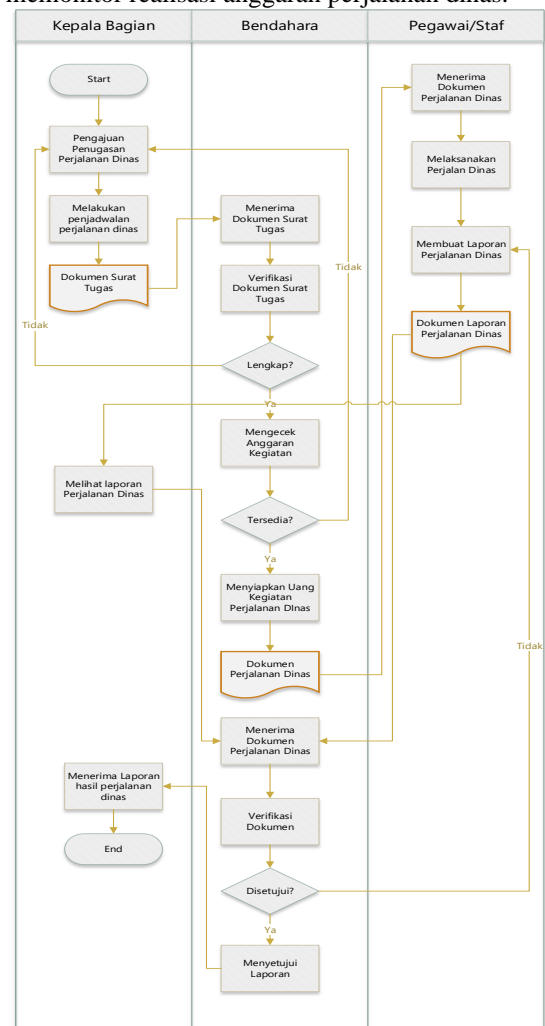 memonitor realisasi anggaran perjalanan dinas.
Kepala Bagian
Bendahara
Pegawai/Staf
Start
Pengajuan
Penugasan
Perjalanan Dinas
Melakukan
penjadwalan
perjalanan dinas
Dokumen Surat
Tugas
Tidak
Menerima
Dokumen Surat
Tugas
Verifikasi
Dokumen Surat
Tugas
Lengkap?
Ya
Tidak
Mengecek
Anggaran
Kegiatan
Tersedia?
Ya
Menyiapkan Uang
Kegiatan
Perjalanan DInas
Dokumen
Perjalanan Dinas
Menerima
Dokumen
Perjalanan Dinas
Melaksanakan
Perjalan Dinas
Membuat Laporan
Perjalanan Dinas
Dokumen Laporan
Perjalanan Dinas
Melihat laporan
Perjalanan Dinas
Menerima
Dokumen
Perjalanan Dinas
Verifikasi
Dokumen
Disetujui?
Tidak
Ya
Menyetujui
Laporan
Menerima Laporan
hasil perjalanan
dinas
End